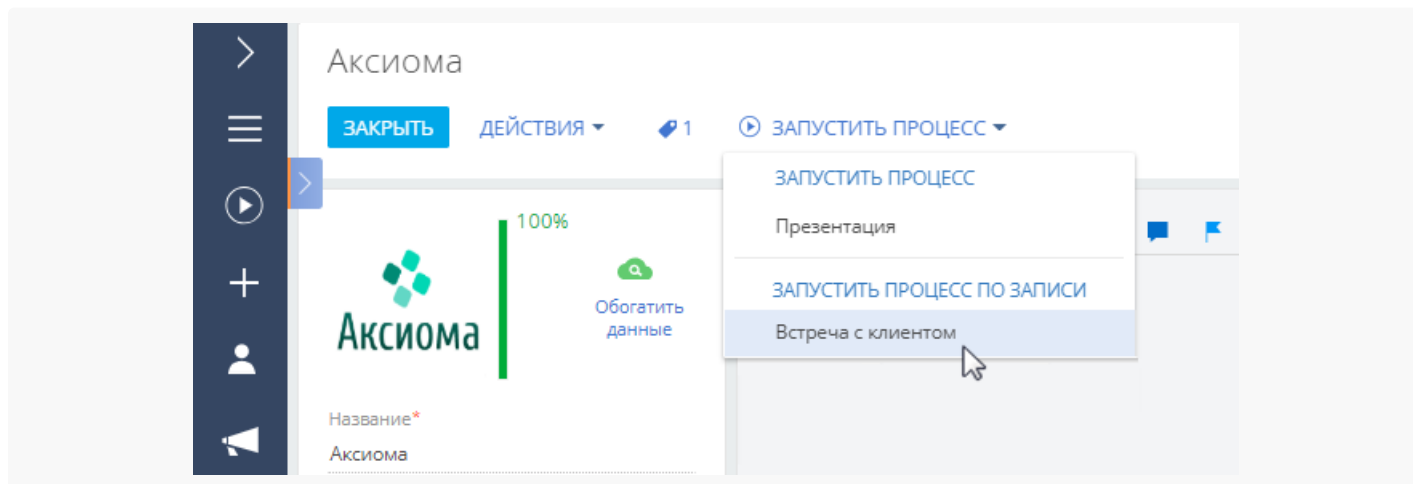 Аксиома
ЗАКРЫТЬ ДЕЙСТВИЯ 1 ЗАПУСТИТЬ ПРОЦЕСС
ЗАПУСТИТЬ ПРОЦЕСС
Презентация
ЗАПУСТИТЬ ПРОЦЕСС ПО ЗАПИСИ
Встреча с клиентом
100%
Аксиома
Обогатить
данные
Название*
Аксиома